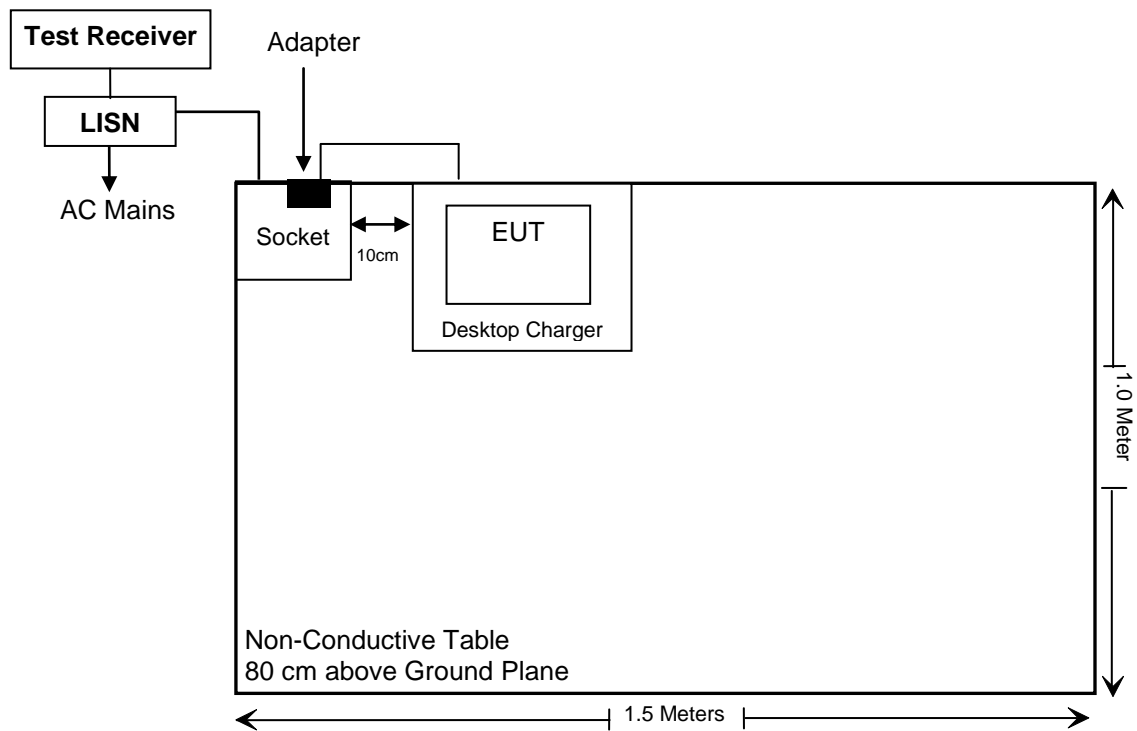 Test Receiver
Adapter
LISN
AC Mains
Socket
10cm
EUT
Desktop Charger
1.0 Meter
Non-Conductive Table
80 cm above Ground Plane
1.5 Meters